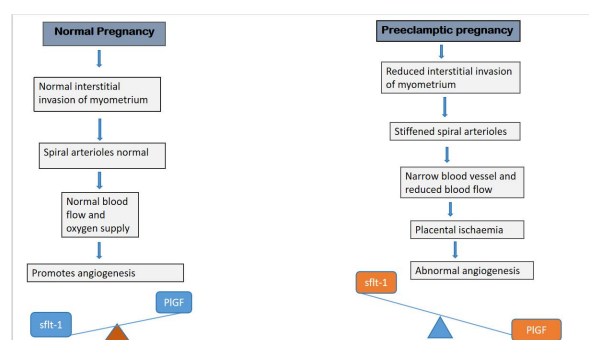 Normal Pregnancy
Normal interstitial
invasion of myometrium
Spiral arterioles normal
Normal blood
flow and
oxygen supply
Promotes angiogenesis
sflt-1
PlGF
Preeclamptic pregnancy
Reduced interstitial invasion
of myometrium
Stiffened spiral arterioles
Narrow blood vessel and
reduced blood flow
Placental ischaemia
Abnormal angiogenesis
sflt-1
PlGF